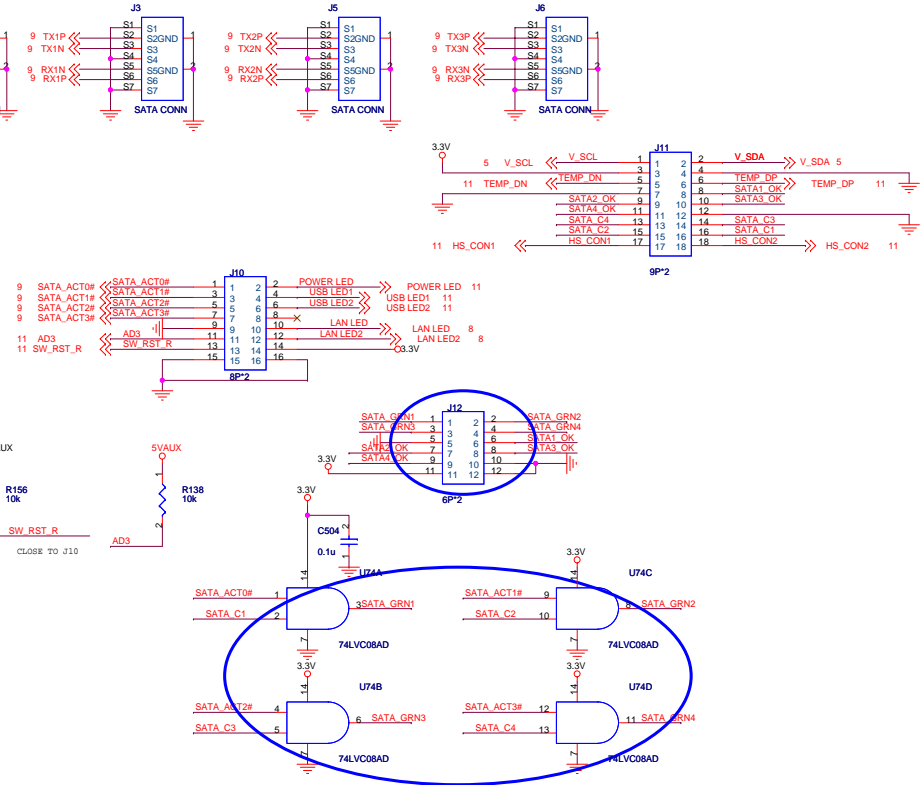 J3
J5
J6
9 TX1P
9 TX1N
9 RX1N
9 RX1P
S1
S2
S3
S4
S5
S6
S7
S1
S2GND
S3
S4
S5GND
S6
S7
1
2
SATA CONN
9 TX2P
9 TX2N
9 RX2N
9 RX2P
S1
S2
S3
S4
S5
S6
S7
S1
S2GND
S3
S4
S5GND
S6
S7
1
2
SATA CONN
9 TX3P
9 TX3N
9 RX3N
9 RX3P
S1
S2
S3
S4
S5
S6
S7
S1
S2GND
S3
S4
S5GND
S6
S7
1
2
SATA CONN
1
2
3.3V
J11
5 V_SCL V_SCL 1 1 2 2 V_SDA V_SDA 5
3 3 4 4
11 TEMP_DN TEMP_DN 5 5 6 6 TEMP_DP TEMP_DP 11
7 7 8 8 SATA1_OK
SATA2_OK 9 9 10 10 SATA3_OK
SATA4_OK 11 11 12 12
SATA_C4 13 13 14 14 SATA_C3
SATA_C2 15 15 16 16 SATA_C1
11 HS_CON1 HS_CON1 17 17 18 18 HS_CON2 HS_CON2 11
9P*2
J10
9 SATA_ACT0# SATA_ACT0# 1 1 2 2 POWER LED POWER LED 11
9 SATA_ACT1# SATA_ACT1# 3 3 4 4 USB LED1 USB LED1 11
9 SATA_ACT2# SATA_ACT2# 5 5 6 6 USB LED2 USB LED2 11
9 SATA_ACT3# SATA_ACT3# 7 7 8 8
9 9 10 10 LAN LED LAN LED 8
11 AD3 AD3 11 11 12 12 LAN LED2 LAN LED2 8
11 SW_RST_R SW_RST_R 13 13 14 14 3.3V
15 15 16 16
8P*2
J12
SATA_GRN1 1 1 2 2 SATA_GRN2
SATA_GRN3 3 3 4 4 SATA_GRN4
5 5 6 6 SATA1_OK
SATA2_OK 7 7 8 8 SATA3_OK
SATA4_OK 9 9 10 10
3.3V 11 11 12 12
6P*2
UX
5VAUX
1
R156
10k
R138
10k
2
SW_RST_R
AD3
CLOSE TO J10
3.3V
C504
2
0.1u
1
14
U74A
SATA_ACT0# 1
SATA_C1 2
3 SATA_GRN1
7
74LVC08AD
3.3V
14
U74C
SATA_ACT1# 9
SATA_C2 10
8 SATA_GRN2
7
74LVC08AD
3.3V
14
U74B
SATA_ACT2# 4
SATA_C3 5
6 SATA_GRN3
7
74LVC08AD
3.3V
14
U74D
SATA_ACT3# 12
SATA_C4 13
11 SATA_GRN4
7
74LVC08AD